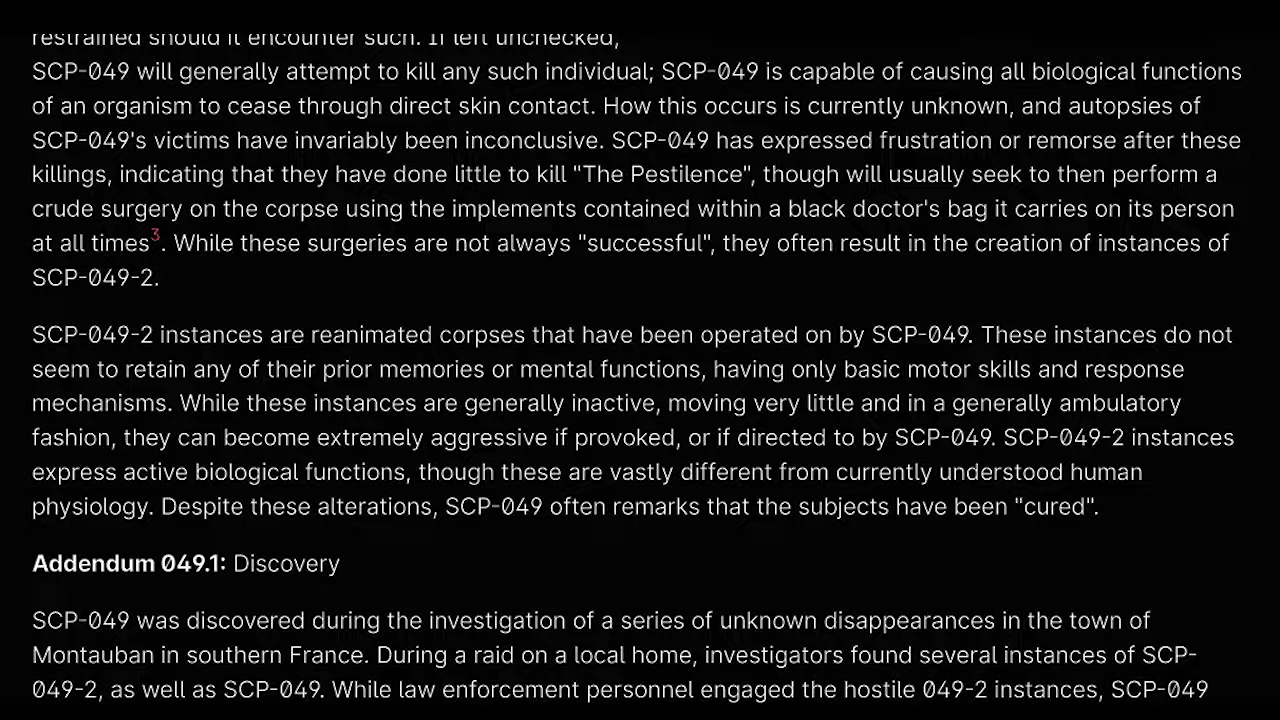 restrained should it encounter such. If left unchecked,
SCP-049 will generally attempt to kill any such individual; SCP-049 is capable of causing all biological functions
of an organism to cease through direct skin contact. How this occurs is currently unknown, and autopsies of
SCP-049's victims have invariably been inconclusive. SCP-049 has expressed frustration or remorse after these
killings, indicating that they have done little to kill "The Pestilence", though will usually seek to then perform a
crude surgery on the corpse using the implements contained within a black doctor's bag it carries on its person
at all times3. While these surgeries are not always "successful", they often result in the creation of instances of
SCP-049-2.
SCP-049-2 instances are reanimated corpses that have been operated on by SCP-049. These instances do not
seem to retain any of their prior memories or mental functions, having only basic motor skills and response
mechanisms. While these instances are generally inactive, moving very little and in a generally ambulatory
fashion, they can become extremely aggressive if provoked, or if directed to by SCP-049. SCP-049-2 instances
express active biological functions, though these are vastly different from currently understood human
physiology. Despite these alterations, SCP-049 often remarks that the subjects have been "cured".
Addendum 049.1: Discovery
SCP-049 was discovered during the investigation of a series of unknown disappearances in the town of
Montauban in southern France. During a raid on a local home, investigators found several instances of SCP-
049-2, as well as SCP-049. While law enforcement personnel engaged the hostile 049-2 instances, SCP-049